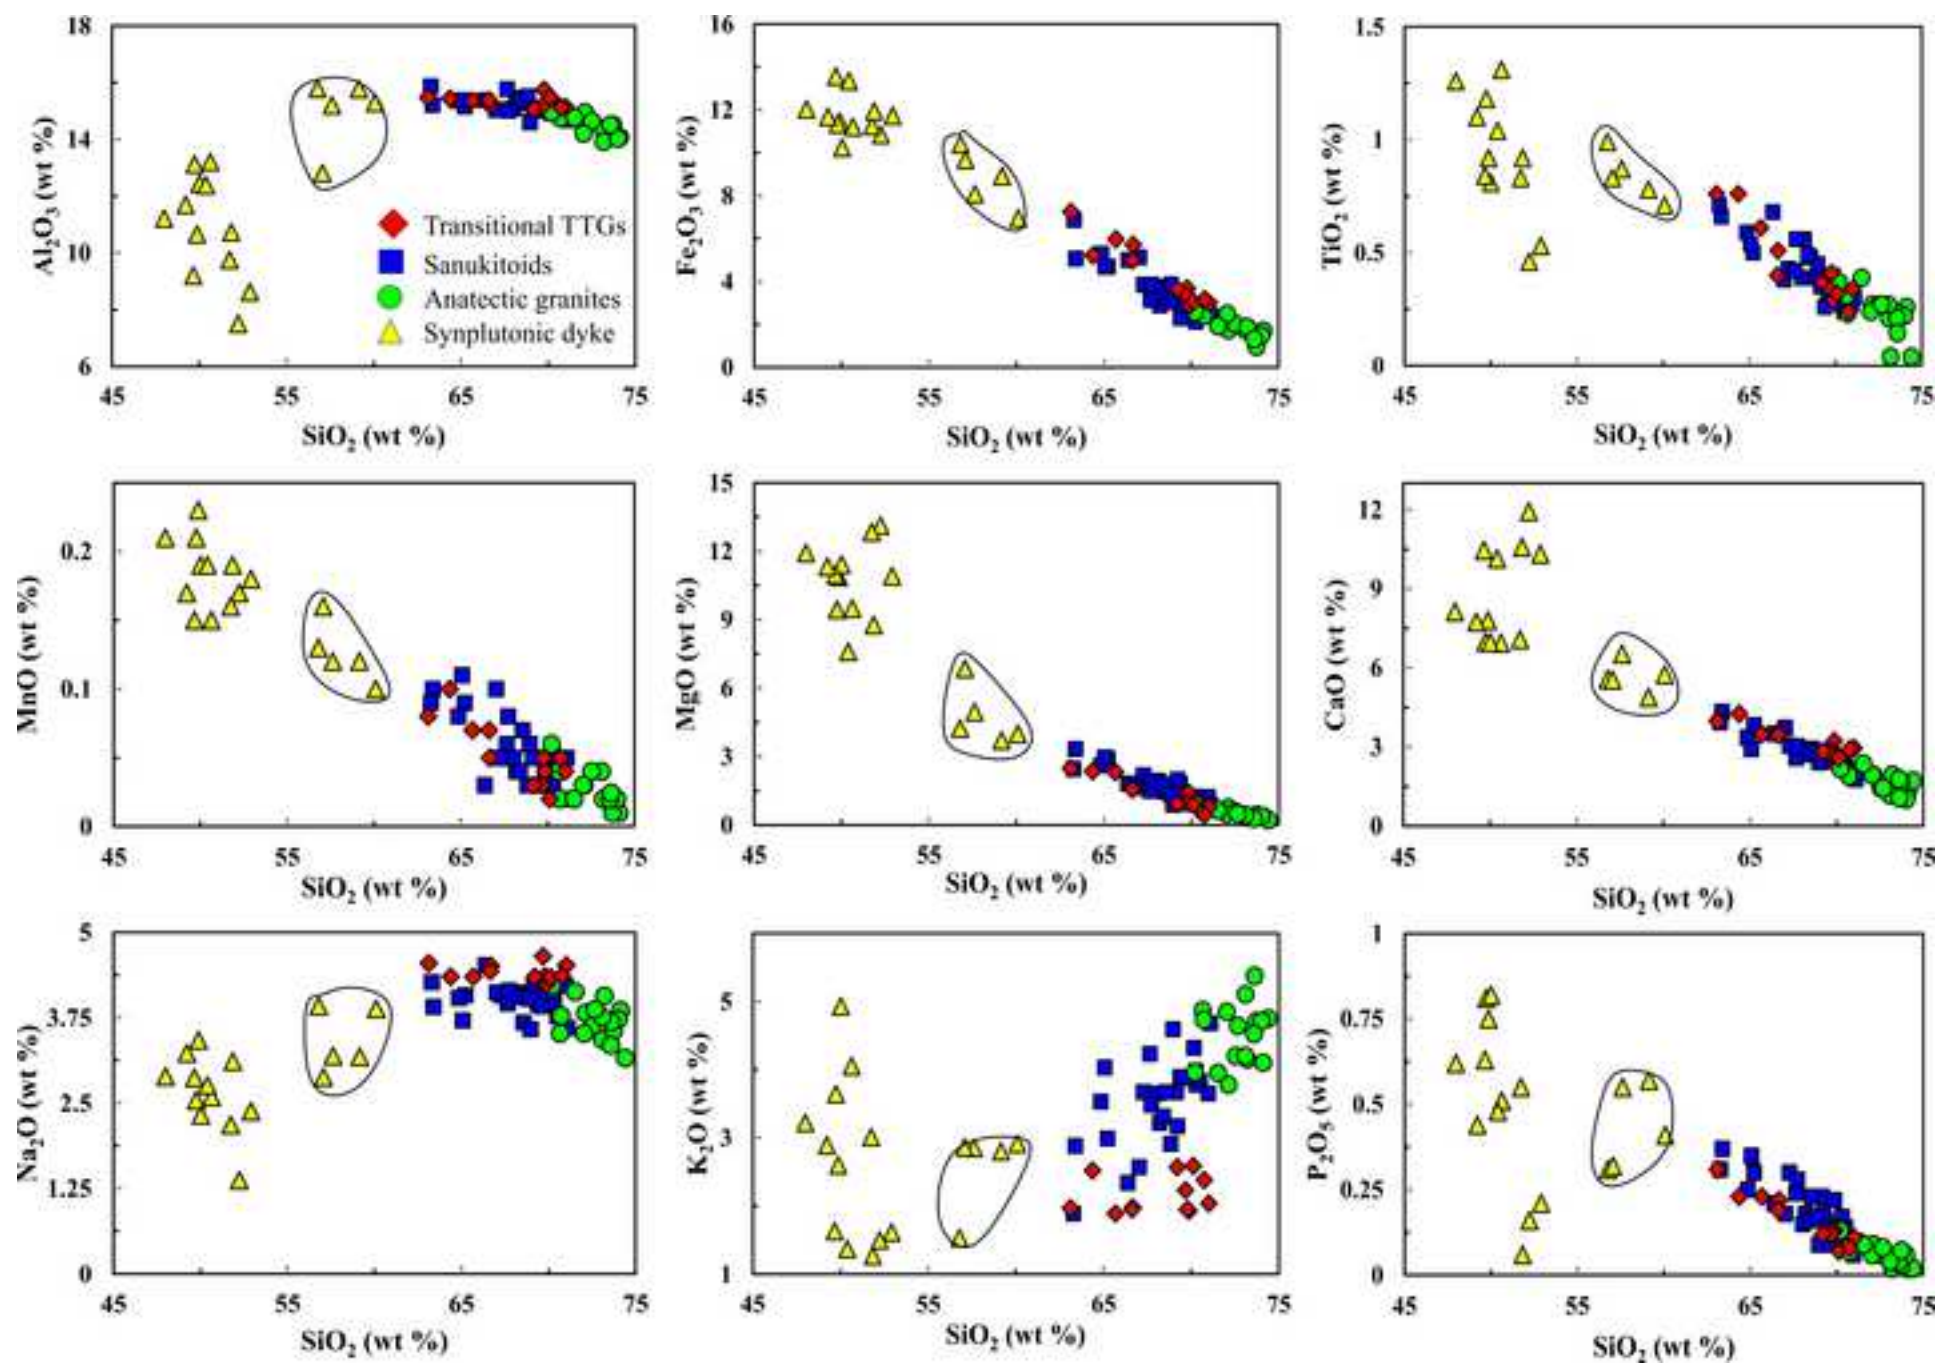 18
14
10
6
Al₂O₃ (wt %)
45 55 65 75
SiO₂ (wt %)
Transitional TTGs
Sanukitoids
Anatectic granites
Synplutonic dyke
16
12
8
4
0
Fe₂O₃ (wt %)
45 55 65 75
SiO₂ (wt %)
1.5
1
0.5
0
TiO₂ (wt %)
45 55 65 75
SiO₂ (wt %)
0.2
0.1
0
MnO (wt %)
45 55 65 75
SiO₂ (wt %)
15
12
9
6
3
0
MgO (wt %)
45 55 65 75
SiO₂ (wt %)
12
9
6
3
0
CaO (wt %)
45 55 65 75
SiO₂ (wt %)
5
3.75
2.5
1.25
0
Na₂O (wt %)
45 55 65 75
SiO₂ (wt %)
5
3
1
K₂O (wt %)
45 55 65 75
SiO₂ (wt %)
1
0.75
0.5
0.25
0
P₂O₅ (wt %)
45 55 65 75
SiO₂ (wt %)